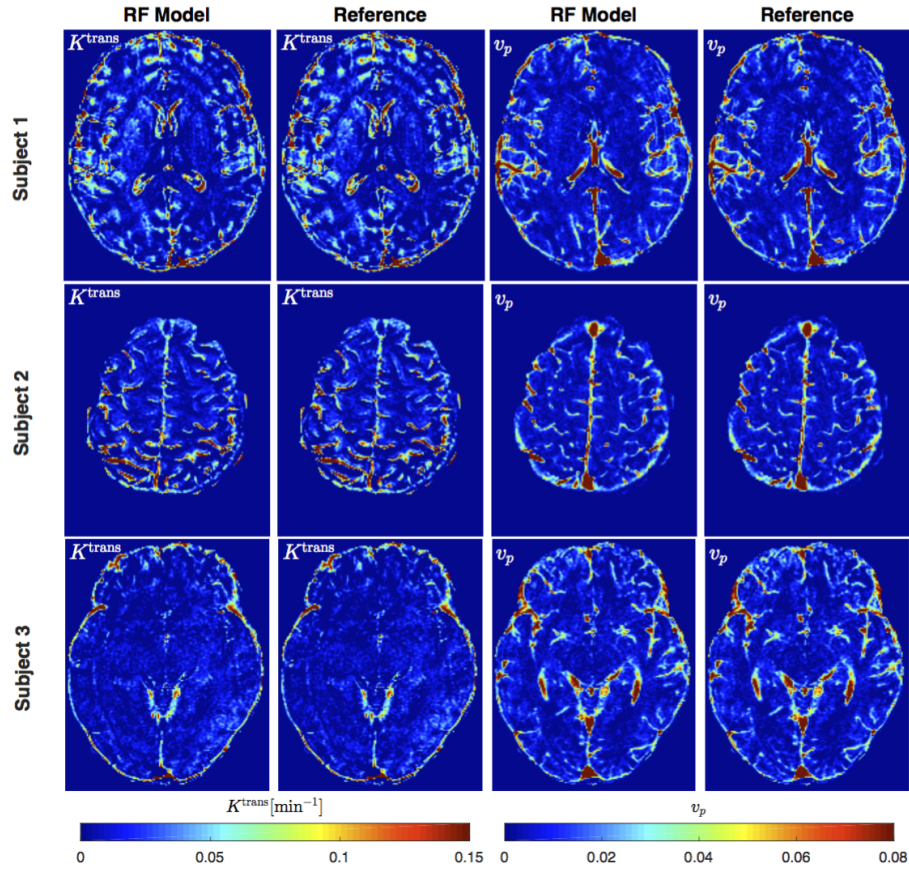 RF Model Reference RF Model Reference
Subject 1
K^trans K^trans v_p v_p
Subject 2
K^trans K^trans v_p v_p
Subject 3
K^trans K^trans v_p v_p
K^trans[min^−1] v_p
0 0.05 0.1 0.15 0 0.02 0.04 0.06 0.08